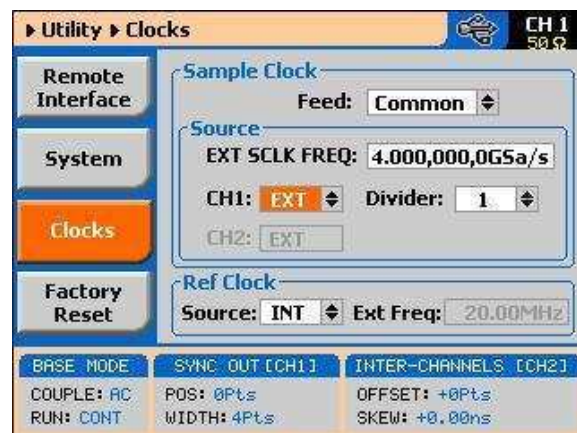 ▸ Utility ▸ Clocks
CH 1
50 Ω
Remote Interface
Sample Clock
Feed: Common
Source
EXT SCLK FREQ: 4.000,000,0GSa/s
System
CH1: EXT Divider: 1
Clocks
CH2: EXT
Factory Reset
Ref Clock
Source: INT Ext Freq: 20.00MHz
BASE MODE
COUPLE: AC
RUN: CONT
SYNC OUT [CH1]
POS: 0Pts
WIDTH: 4Pts
INTER-CHANNELS [CH2]
OFFSET: +0Pts
SKEW: +0.00ns